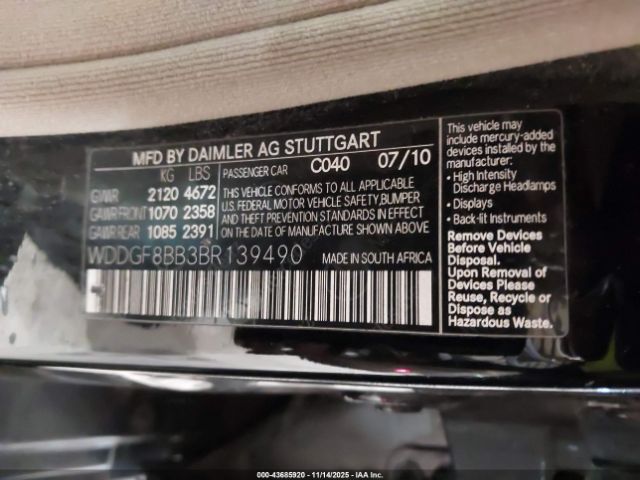 MFD BY DAIMLER AG STUTTGART
KG LBS
PASSENGER CAR C040 07/10
GVWR 2120 4672
GAWR FRONT 1070 2358
GAWR REAR 1085 2391
THIS VEHICLE CONFORMS TO ALL APPLICABLE
U.S. FEDERAL MOTOR VEHICLE SAFETY, BUMPER
AND THEFT PREVENTION STANDARDS IN EFFECT
ON THE DATE OF MANUFACTURE SHOWN ABOVE.
WDDGF8BB3BR139490 MADE IN SOUTH AFRICA
This vehicle may
include mercury-added
devices installed by the
manufacturer:
• High Intensity
Discharge Headlamps
• Displays
• Back-lit Instruments
Remove Devices
Before Vehicle
Disposal.
Upon Removal of
Devices Please
Reuse, Recycle or
Dispose as
Hazardous Waste.
000-43685920 - 11/14/2025 - IAA Inc.